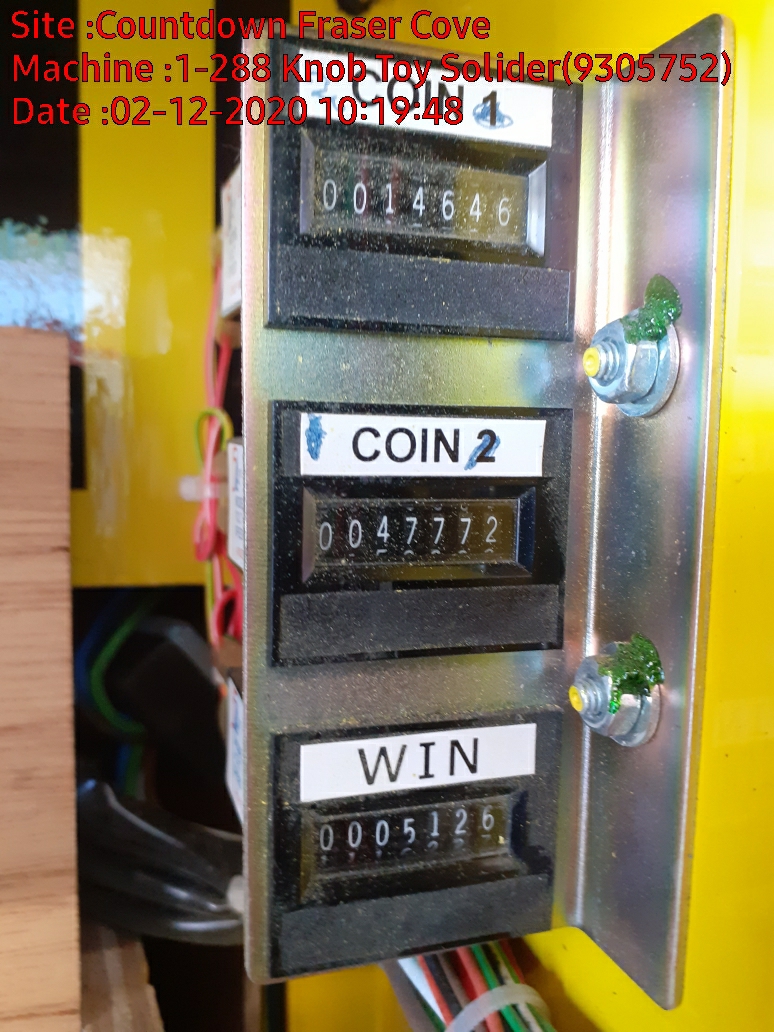 Site :Countdown Fraser Cove
Machine :1-288 Knob Toy Solider(9305752)
Date :02-12-2020 10:19:48
COIN 1
0014646
COIN 2
0047772
WIN
0005126